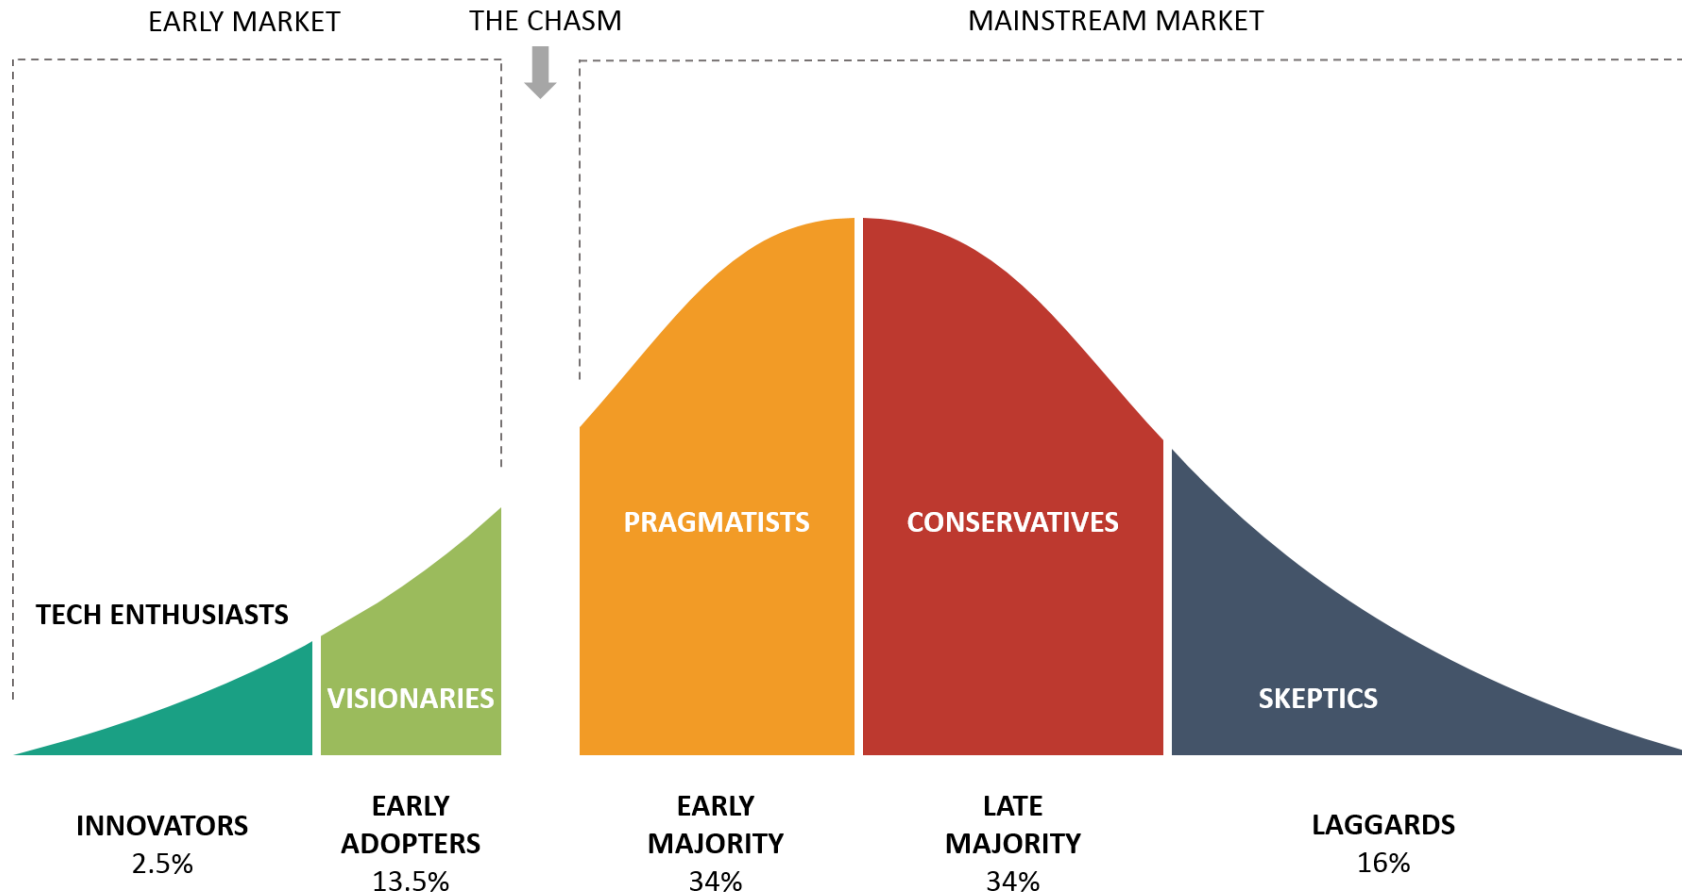 EARLY MARKET
THE CHASM
MAINSTREAM MARKET
TECH ENTHUSIASTS
VISIONARIES
PRAGMATISTS
CONSERVATIVES
SKEPTICS
INNOVATORS
2.5%
EARLY
ADOPTERS
13.5%
EARLY
MAJORITY
34%
LATE
MAJORITY
34%
LAGGARDS
16%